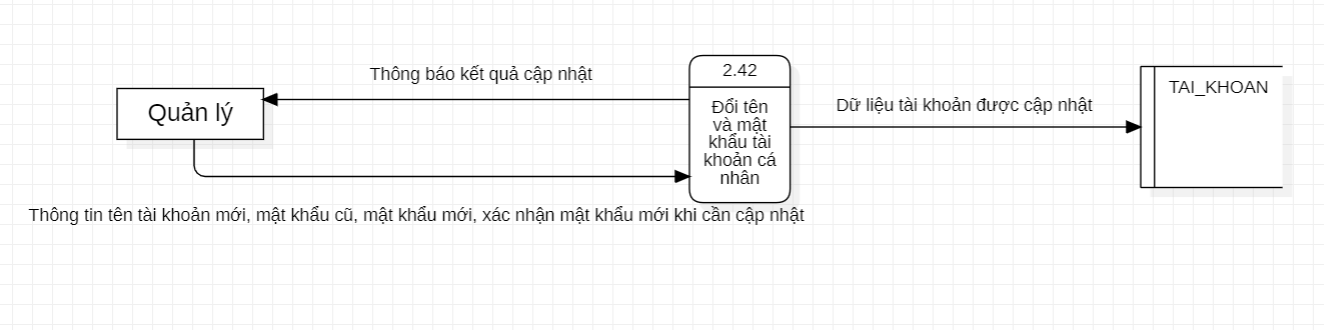 Thông báo kết quả cập nhật
Quản lý
2.42
Đổi tên
và mật
khẩu tài
khoản cá
nhân
Dữ liệu tài khoản được cập nhật
TAI_KHOAN
Thông tin tên tài khoản mới, mật khẩu cũ, mật khẩu mới, xác nhận mật khẩu mới khi cần cập nhật